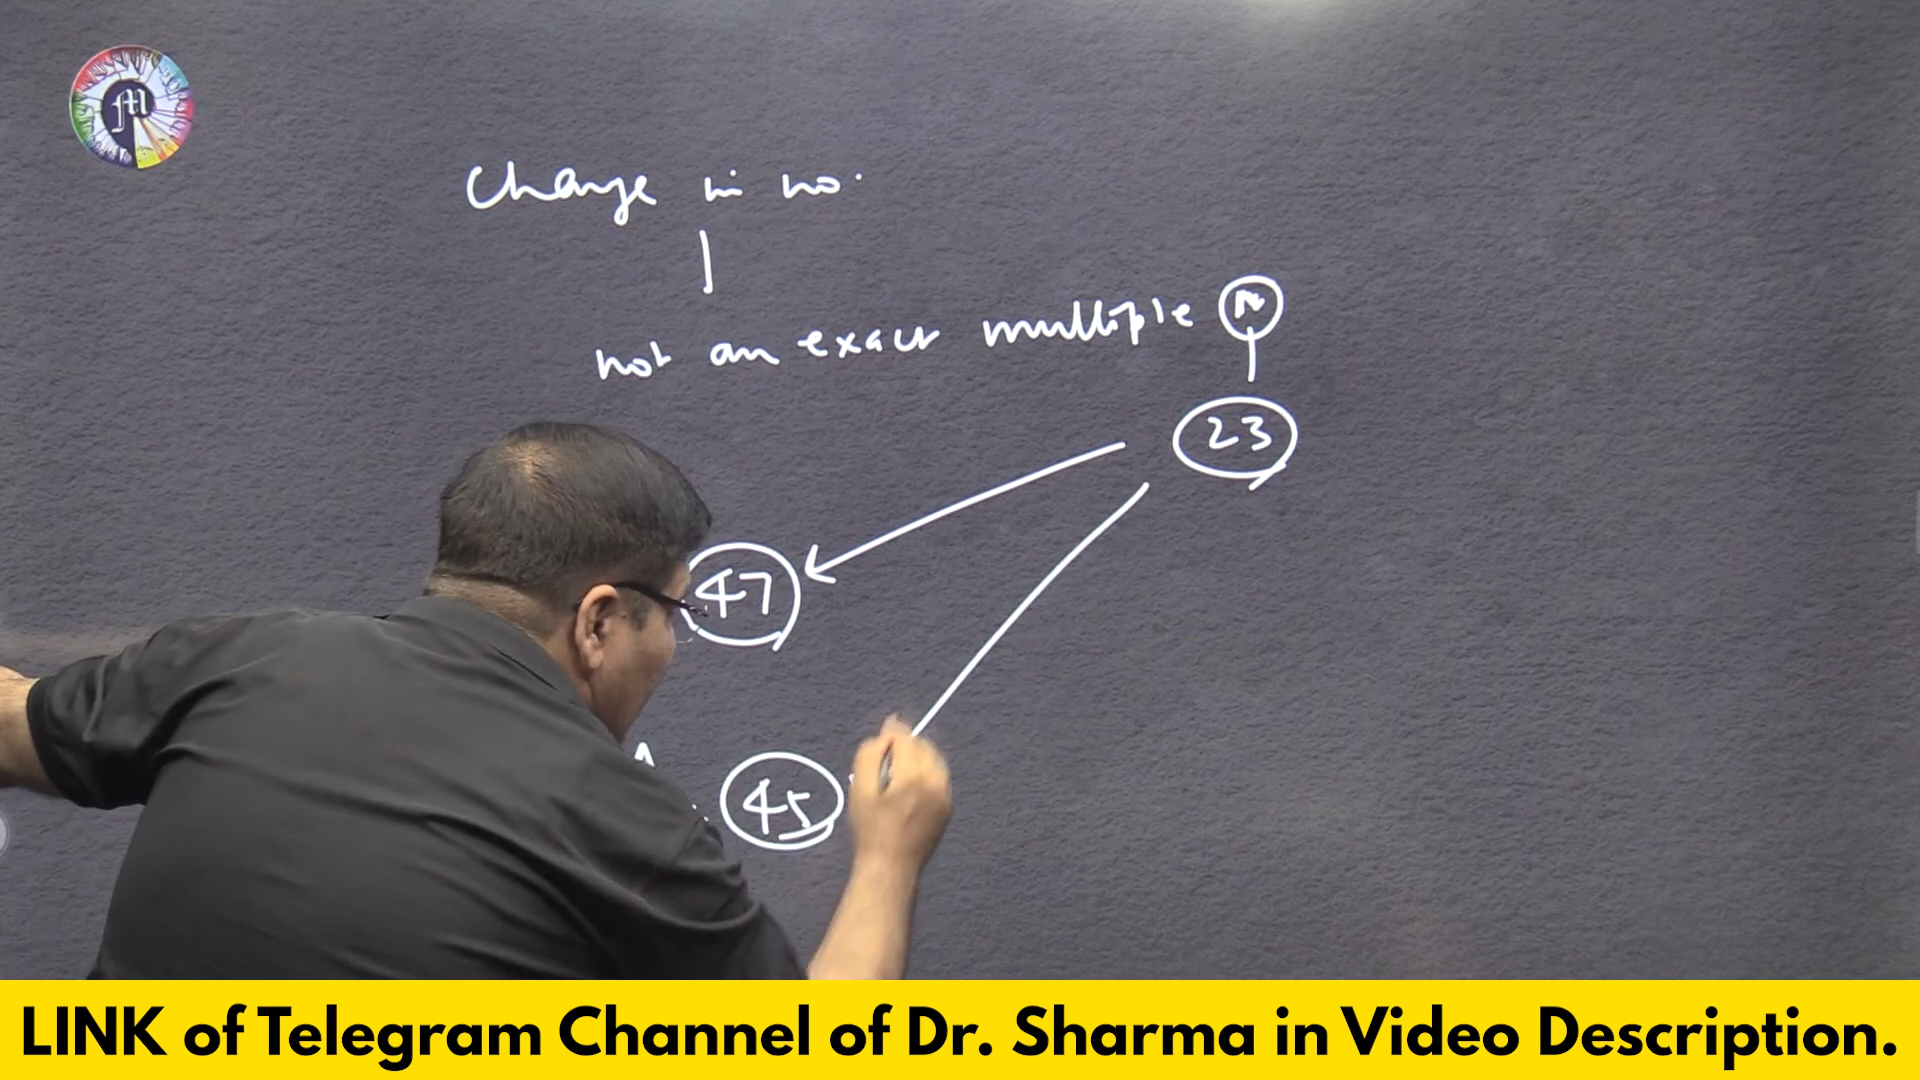 Change in no.
not an exact multiple n
23
47
45
LINK of Telegram Channel of Dr. Sharma in Video Description.